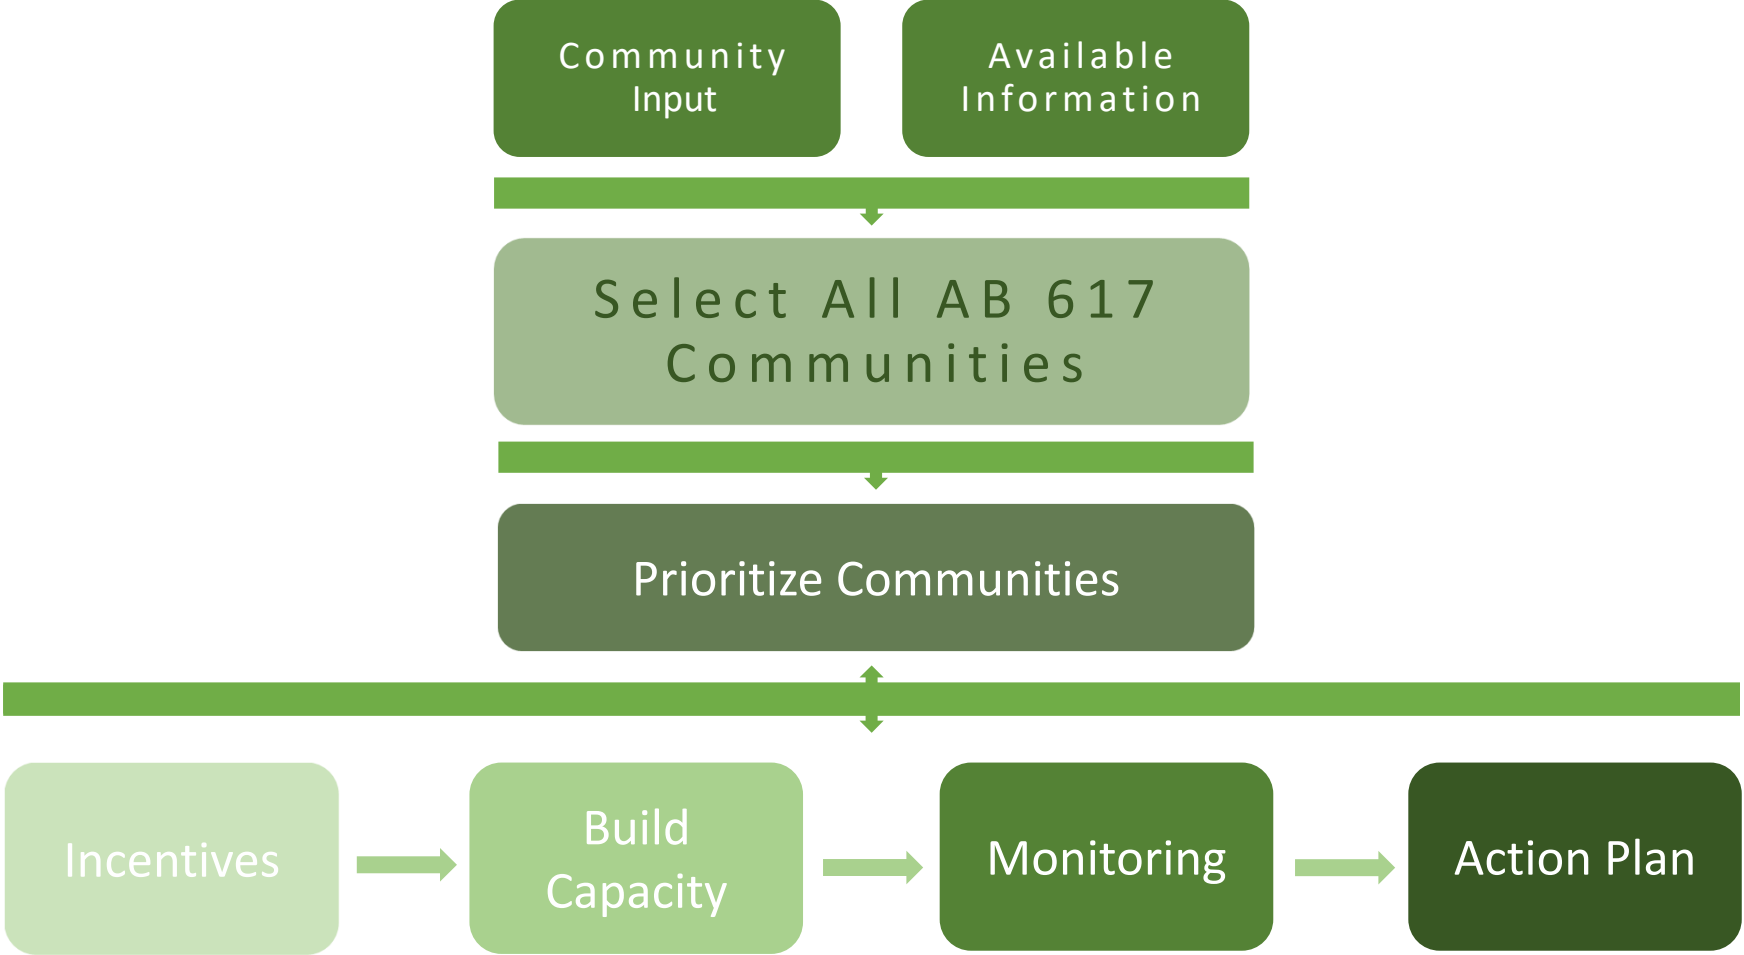 Community
Input
Available
Information
Select All AB 617
Communities
Prioritize Communities
Incentives
Build
Capacity
Monitoring
Action Plan